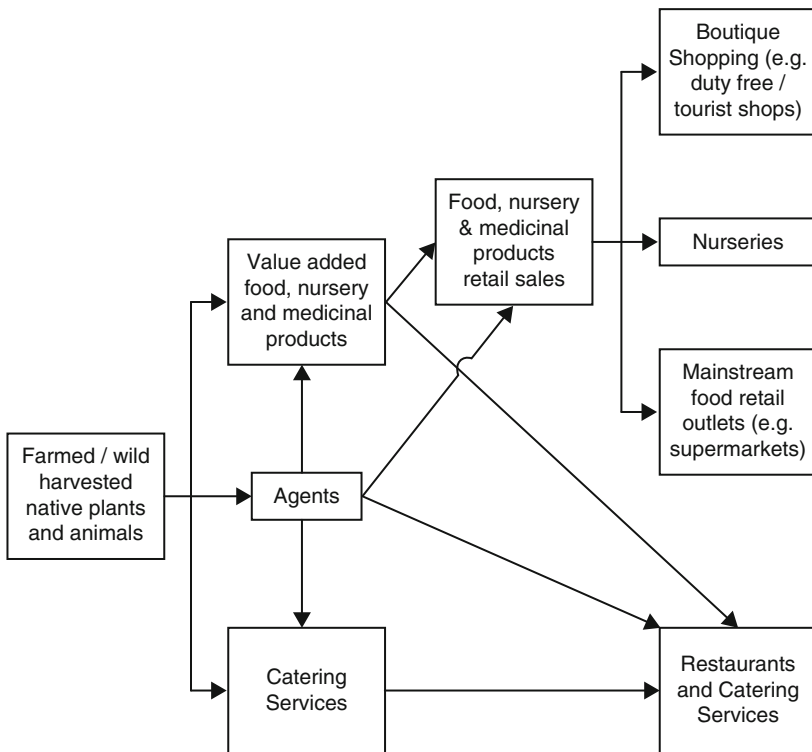 Boutique
Shopping (e.g.
duty free /
tourist shops)
Food, nursery
& medicinal
products
retail sales
Nurseries
Value added
food, nursery
and medicinal
products
Mainstream
food retail
outlets (e.g.
supermarkets)
Farmed / wild
harvested
native plants
and animals
Agents
Catering
Services
Restaurants
and Catering
Services